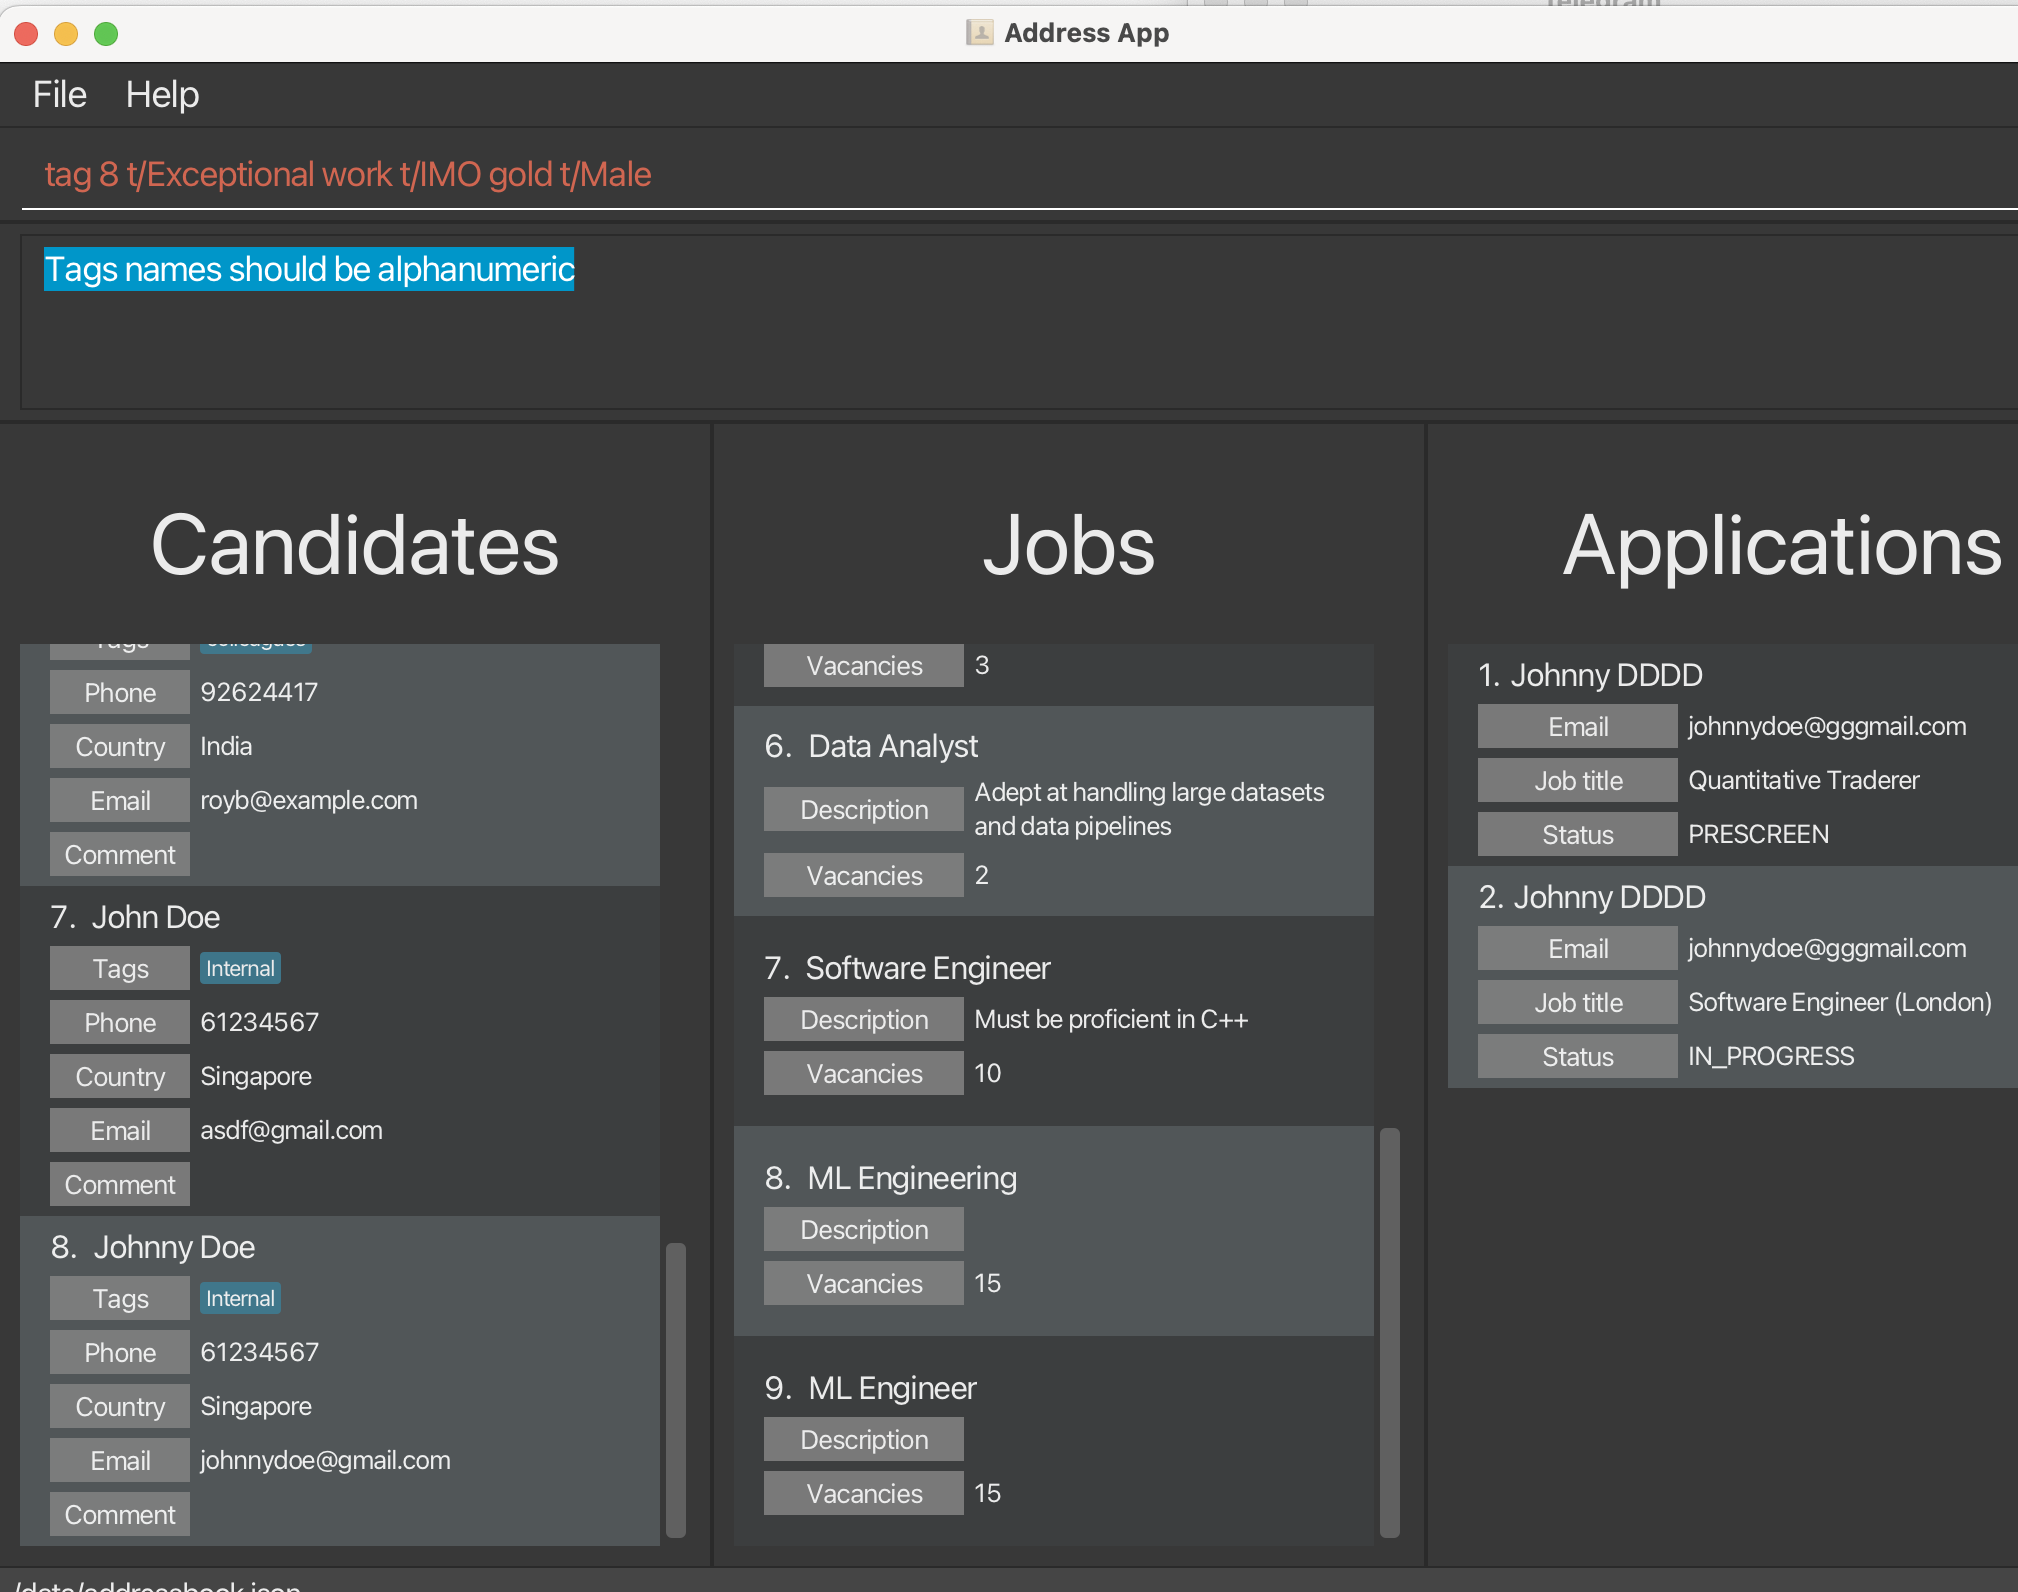 Address App
File Help
tag 8 t/Exceptional work t/IMO gold t/Male
Tags names should be alphanumeric
Candidates
Tags
Phone 92624417
Country India
Email royb@example.com
Comment
7. John Doe
Tags Internal
Phone 61234567
Country Singapore
Email asdf@gmail.com
Comment
8. Johnny Doe
Tags Internal
Phone 61234567
Country Singapore
Email johnnydoe@gmail.com
Comment
Jobs
Vacancies 3
6. Data Analyst
Description Adept at handling large datasets
and data pipelines
Vacancies 2
7. Software Engineer
Description Must be proficient in C++
Vacancies 10
8. ML Engineering
Description
Vacancies 15
9. ML Engineer
Description
Vacancies 15
Applications
1. Johnny DDDD
Email johnnydoe@gggmail.com
Job title Quantitative Traderer
Status PRESCREEN
2. Johnny DDDD
Email johnnydoe@gggmail.com
Job title Software Engineer (London)
Status IN_PROGRESS
/data/addressbook.json